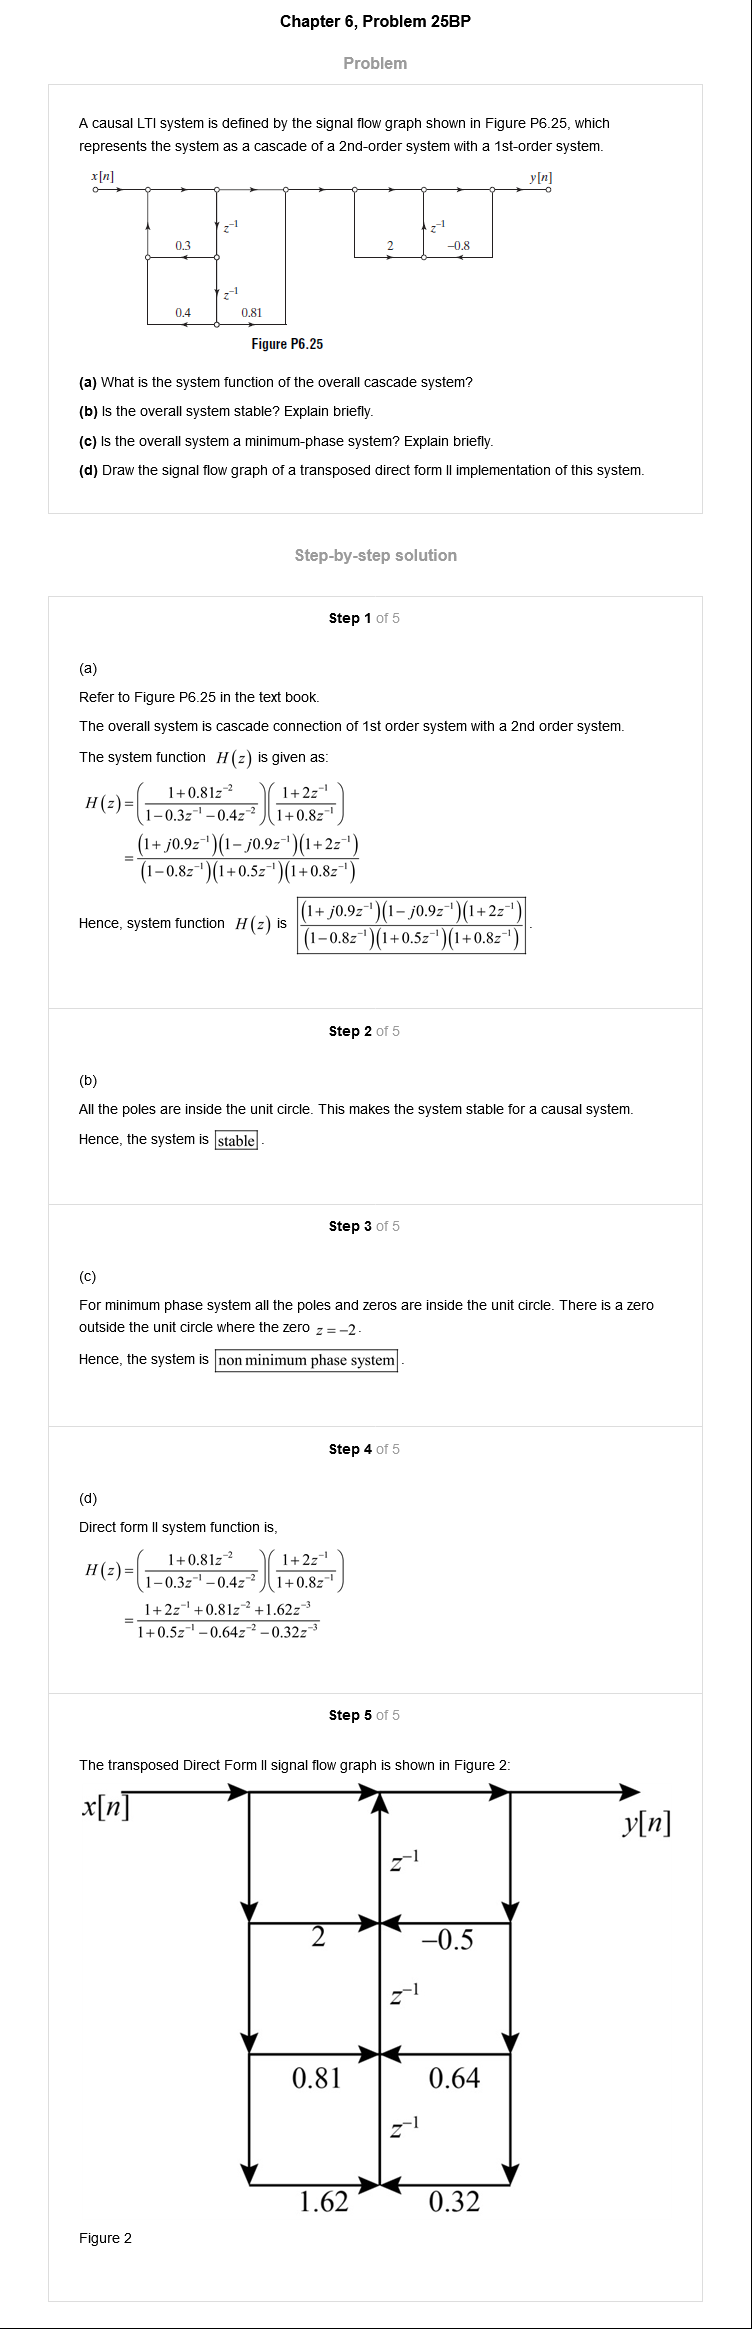 Chapter 6, Problem 25BP
Problem
A causal LTI system is defined by the signal flow graph shown in Figure P6.25, which
represents the system as a cascade of a 2nd-order system with a 1st-order system.
x[n] y[n]
z⁻¹ z⁻¹
0.3 2 −0.8
z⁻¹
0.4 0.81
Figure P6.25
(a) What is the system function of the overall cascade system?
(b) Is the overall system stable? Explain briefly.
(c) Is the overall system a minimum-phase system? Explain briefly.
(d) Draw the signal flow graph of a transposed direct form II implementation of this system.
Step-by-step solution
Step 1 of 5
(a)
Refer to Figure P6.25 in the text book.
The overall system is cascade connection of 1st order system with a 2nd order system.
The system function H(z) is given as:
H(z)=((1+0.81z⁻²)/(1−0.3z⁻¹−0.4z⁻²))((1+2z⁻¹)/(1+0.8z⁻¹))
=((1+j0.9z⁻¹)(1−j0.9z⁻¹)(1+2z⁻¹))/((1−0.8z⁻¹)(1+0.5z⁻¹)(1+0.8z⁻¹))
Hence, system function H(z) is ((1+j0.9z⁻¹)(1−j0.9z⁻¹)(1+2z⁻¹))/((1−0.8z⁻¹)(1+0.5z⁻¹)(1+0.8z⁻¹)).
Step 2 of 5
(b)
All the poles are inside the unit circle. This makes the system stable for a causal system.
Hence, the system is stable.
Step 3 of 5
(c)
For minimum phase system all the poles and zeros are inside the unit circle. There is a zero
outside the unit circle where the zero z=−2.
Hence, the system is non minimum phase system.
Step 4 of 5
(d)
Direct form II system function is,
H(z)=((1+0.81z⁻²)/(1−0.3z⁻¹−0.4z⁻²))((1+2z⁻¹)/(1+0.8z⁻¹))
=(1+2z⁻¹+0.81z⁻²+1.62z⁻³)/(1+0.5z⁻¹−0.64z⁻²−0.32z⁻³)
Step 5 of 5
The transposed Direct Form II signal flow graph is shown in Figure 2:
x[n] y[n]
z⁻¹
2 −0.5
z⁻¹
0.81 0.64
z⁻¹
1.62 0.32
Figure 2